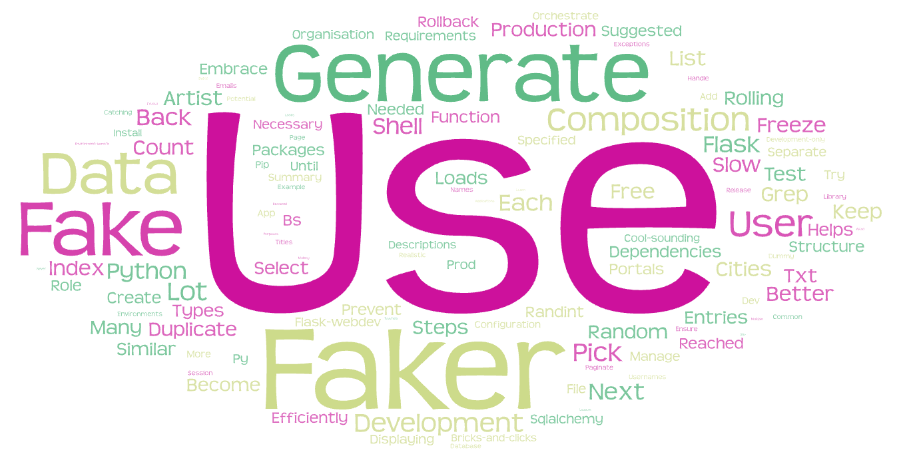 Orchestrate
Rollback
Production
Suggested
Organisation
Requirements
Exceptions
List
Embrace
Handle
Generate
Emails
Artist
Potential
Add
Rolling
Needed
Catching
Back
Necessary
Shell
Function
Composition
Freeze
Install
Flask
Specified
Count
Packages
Separate
Pip
Until
Slow
Data
Summary
Loads
Test
Try
Example
Names
Free
Grep
Release
Library
Each
Use
Fake
App
Bs
User
Keep
Helps
Titles
Descriptions
Cool-sounding
Structure
Dependencies
Index
Python
Select
Prod
Portals
Cities
Txt
Role
Create
Lot
Better
Dev
Types
Prevent
Randint
Environments
Flask-webdev
Steps
Configuration
Entries
Common
Many
Duplicate
Random
Ensure
Similar
Faker
Pick
Reached
More
Py
Manage
Paginate
Session
Become
File
Next
Usernames
Efficiently
Development
Sqlalchemy
Displaying
Bricks-and-clicks
Database